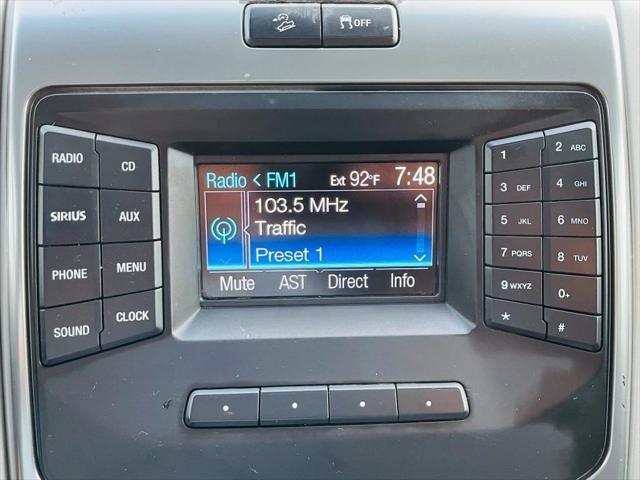 OFF
RADIO
CD
SIRIUS
AUX
PHONE
MENU
SOUND
CLOCK
Radio < FM1 Ext 92°F 7:48
103.5 MHz
Traffic
Preset 1
Mute AST Direct Info
1
2 ABC
3 DEF
4 GHI
5 JKL
6 MNO
7 PQRS
8 TUV
9 WXYZ
0+
*
#